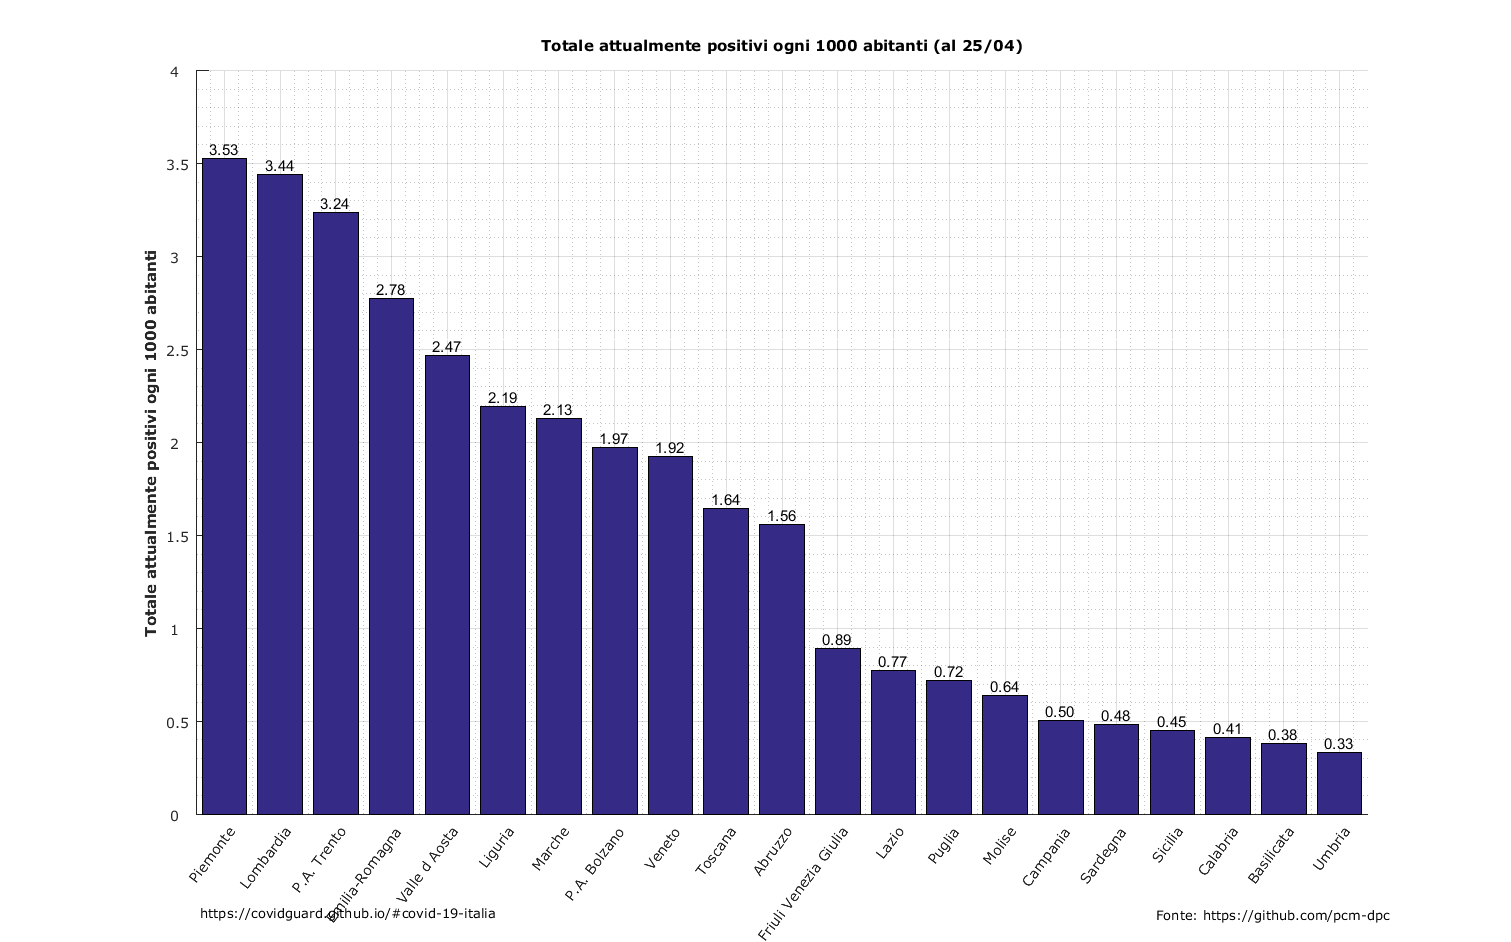 Totale attualmente positivi ogni 1000 abitanti (al 25/04)
Totale attualmente positivi ogni 1000 abitanti
4
3.5
3
2.5
2
1.5
1
0.5
0
3.53
3.44
3.24
2.78
2.47
2.19
2.13
1.97
1.92
1.64
1.56
0.89
0.77
0.72
0.64
0.50
0.48
0.45
0.41
0.38
0.33
Piemonte
Lombardia
P.A. Trento
Emilia-Romagna
Valle d Aosta
Liguria
Marche
P.A. Bolzano
Veneto
Toscana
Abruzzo
Friuli Venezia Giulia
Lazio
Puglia
Molise
Campania
Sardegna
Sicilia
Calabria
Basilicata
Umbria
https://covidguard.github.io/#covid-19-italia
Fonte: https://github.com/pcm-dpc